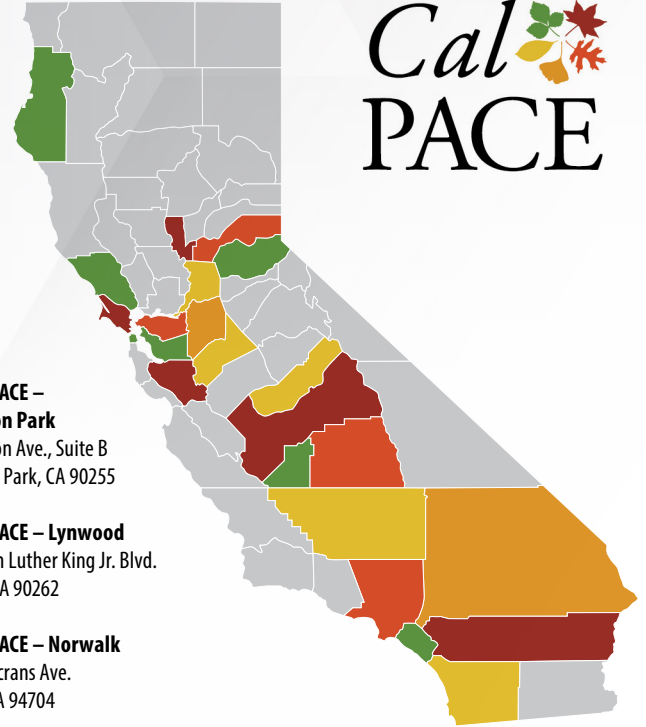 Cal
PACE
ACE –
on Park
on Ave., Suite B
Park, CA 90255
ACE – Lynwood
n Luther King Jr. Blvd.
A 90262
ACE – Norwalk
crans Ave.
A 94704